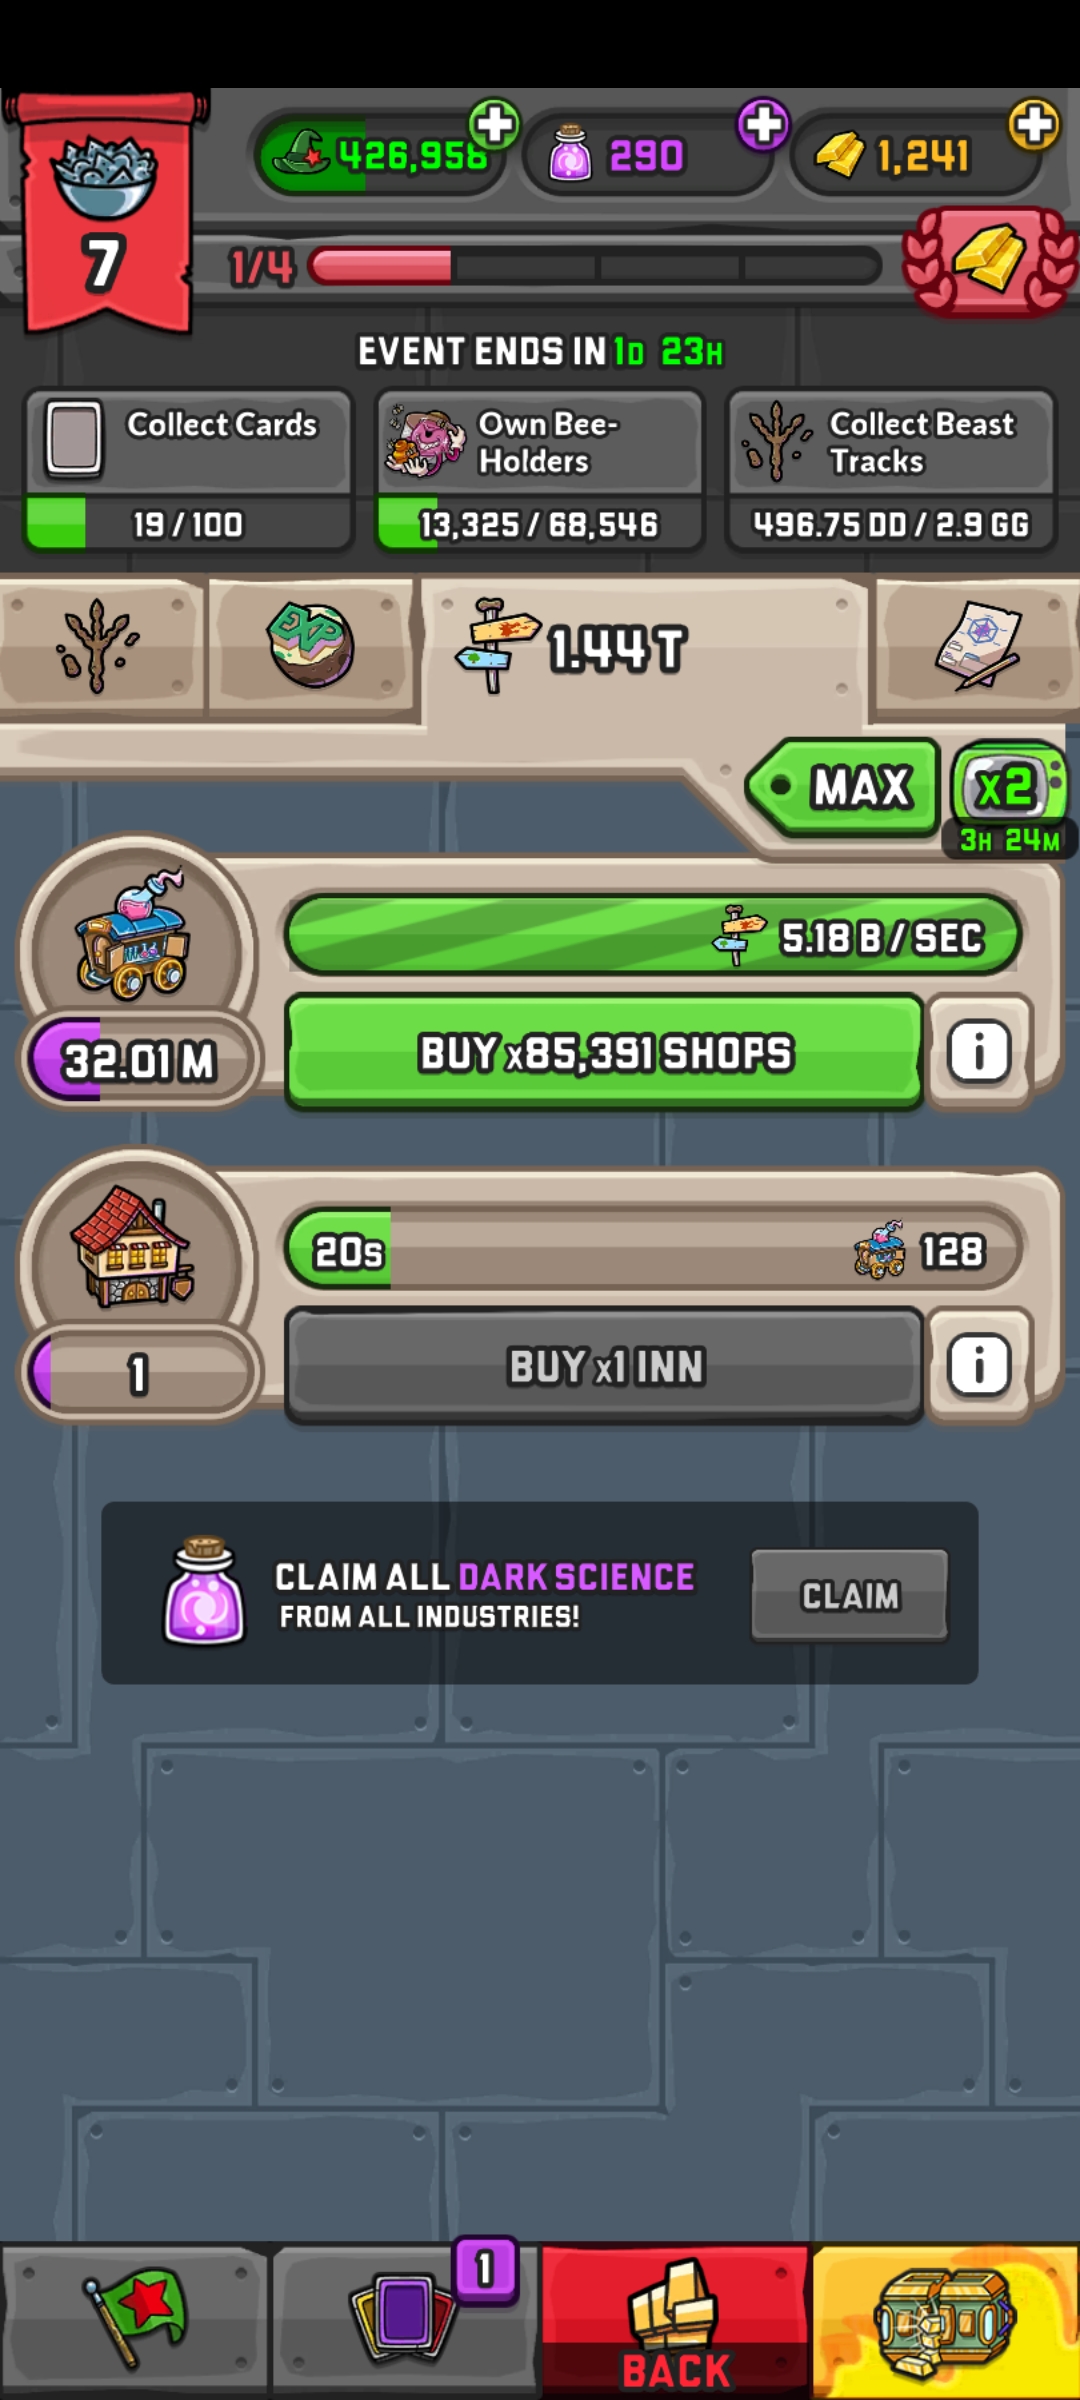 426,958
290
1,241
7
1/4
EVENT ENDS IN 1D 23H
Collect Cards
19 / 100
Own Bee-
Holders
13,325 / 68,546
Collect Beast
Tracks
496.75 DD / 2.9 GG
EXP
1.44 T
MAX
x2
3H 24M
5.18 B / SEC
32.01 M
BUY x85,391 SHOPS
i
20s
128
1
BUY x1 INN
i
CLAIM ALL DARK SCIENCE
FROM ALL INDUSTRIES!
CLAIM
1
BACK